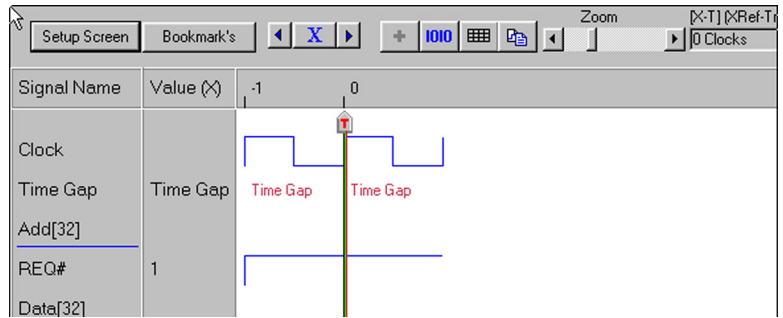 Setup Screen Bookmark's X 1010 Zoom [X-T] (XRef-Tr
0 Clocks
Signal Name Value (X) -1 0
T
Clock
Time Gap Time Gap Time Gap Time Gap
Add[32]
REQ# 1
Data[32]